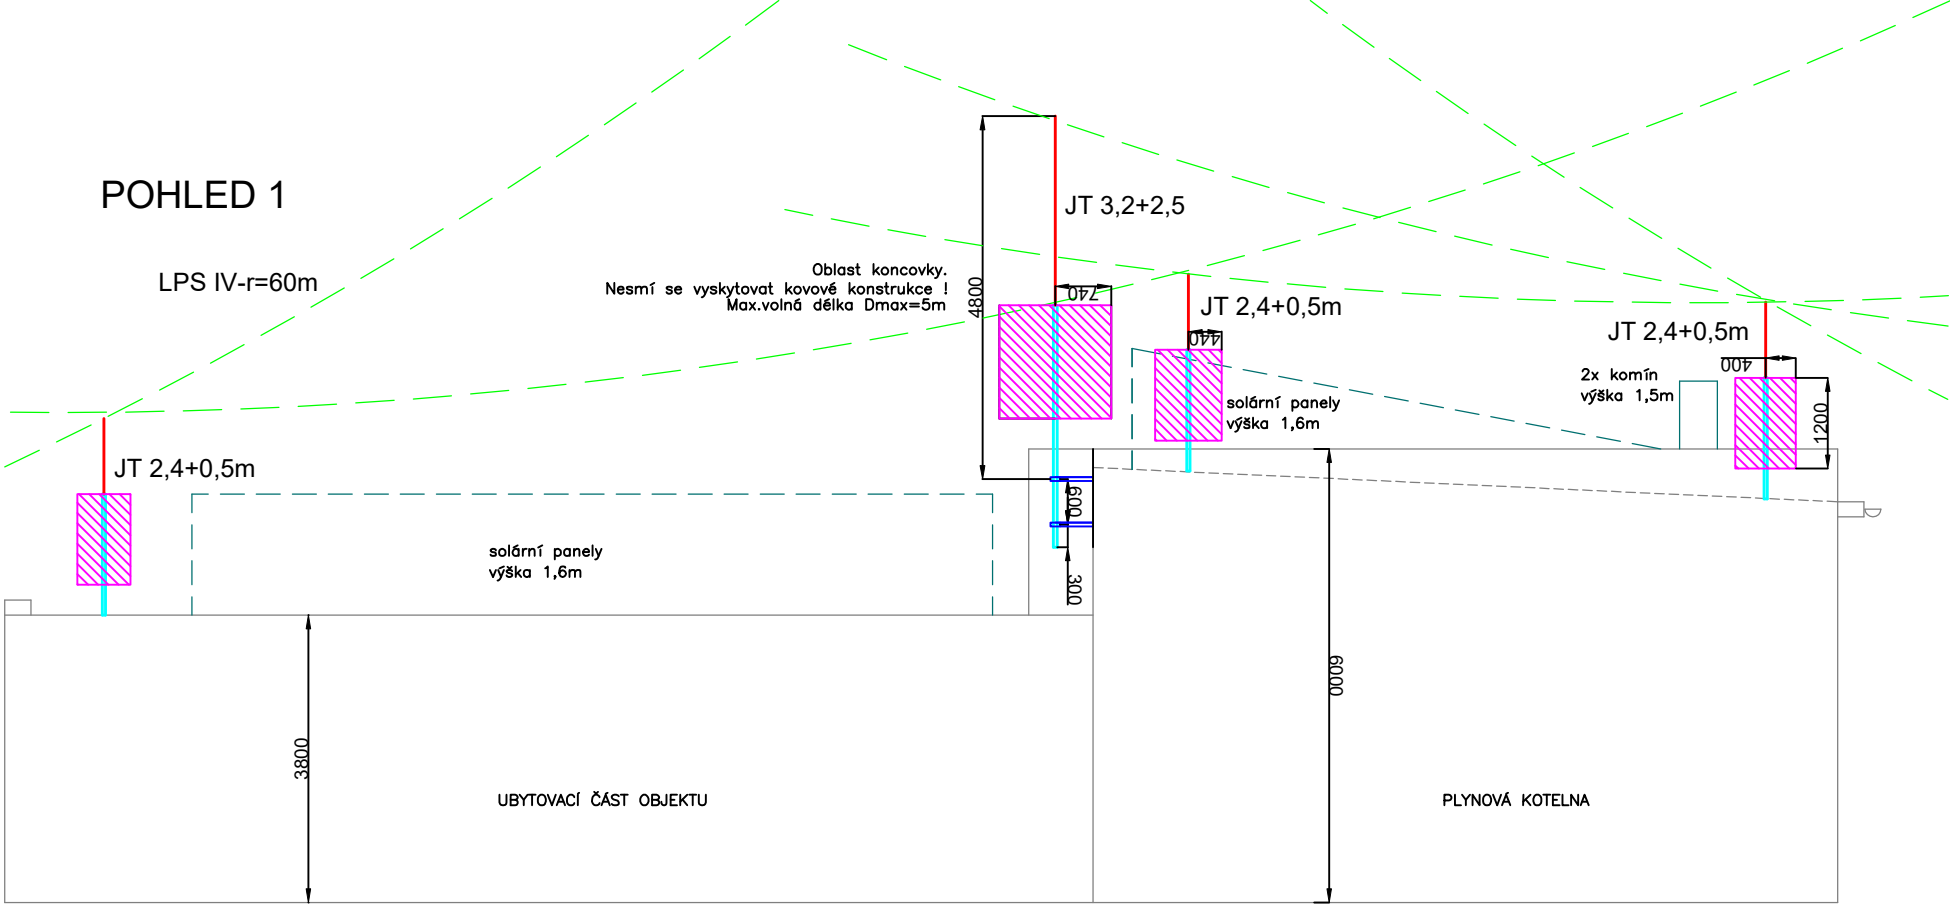 POHLED 1
LPS IV-r=60m
JT 3,2+2,5
Oblast koncovky.
Nesmí se vyskytovat kovové konstrukce !
Max.volná délka Dmax=5m
4800
740
JT 2,4+0,5m
440
JT 2,4+0,5m
400
2x komín
výška 1,5m
solární panely
výška 1,6m
1200
JT 2,4+0,5m
600
solární panely
výška 1,6m
300
6000
3800
UBYTOVACÍ ČÁST OBJEKTU
PLYNOVÁ KOTELNA